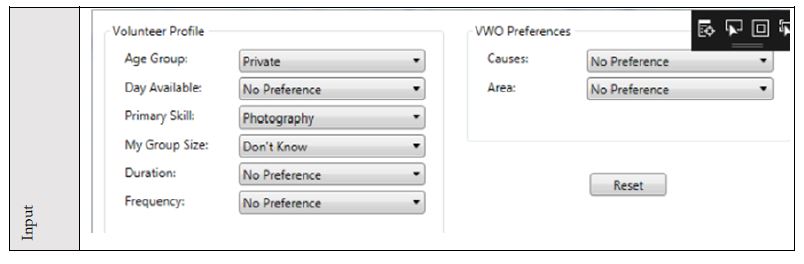 Input
Volunteer Profile
Age Group: Private
Day Available: No Preference
Primary Skill: Photography
My Group Size: Don't Know
Duration: No Preference
Frequency: No Preference
VWO Preferences
Causes: No Preference
Area: No Preference
Reset